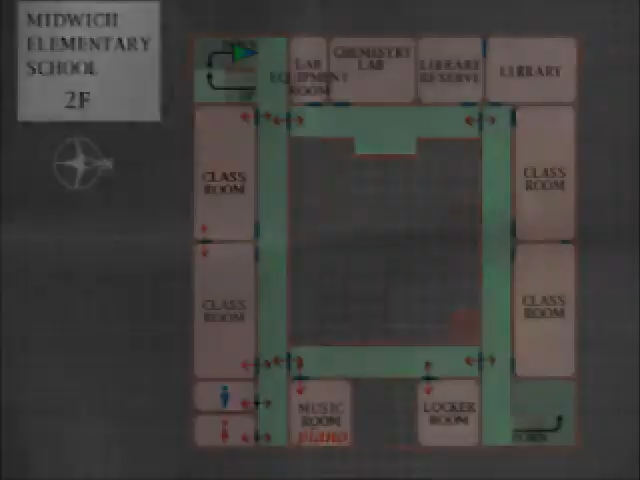 MIDWICH
ELEMENTARY
SCHOOL
2F
LAB
EQUIPMENT
ROOM
CHEMISTRY
LAB
LIBRARY
RESERVE
LIBRARY
CLASS
ROOM
CLASS
ROOM
CLASS
ROOM
CLASS
ROOM
MUSIC
ROOM
piano
LOCKER
ROOM